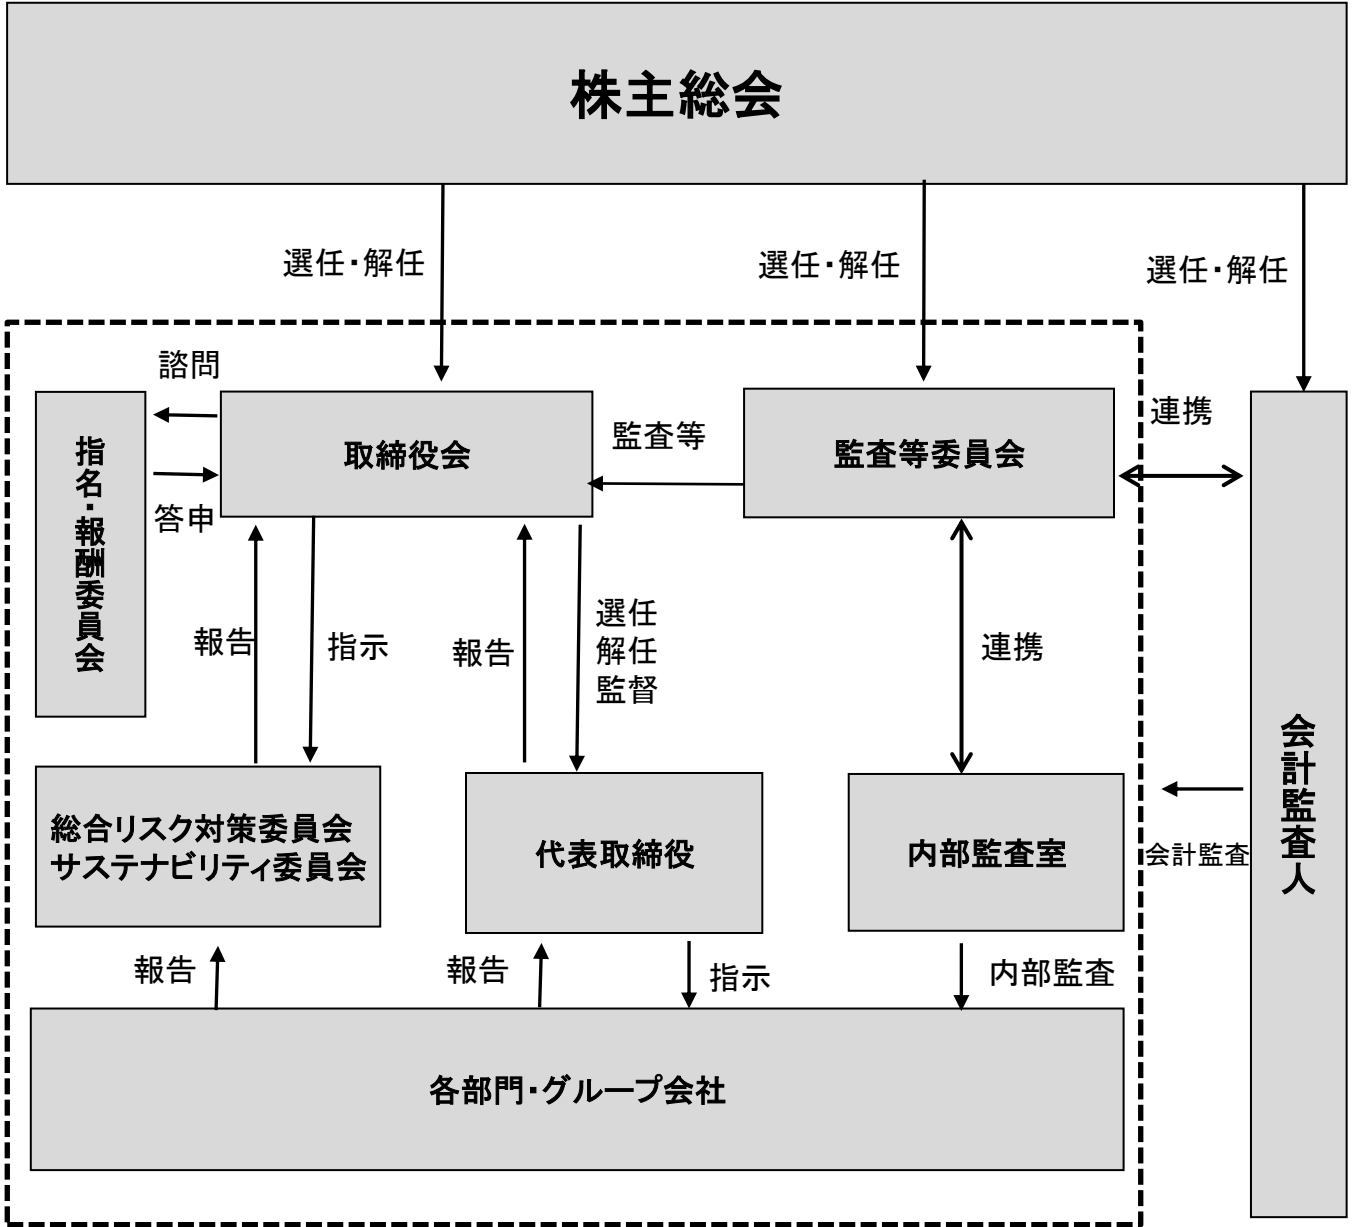 株主総会
選任・解任
選任・解任
選任・解任
諮問
答申
指名・報酬委員会
取締役会
監査等
監査等委員会
連携
報告
指示
報告
選任
解任
監督
連携
総合リスク対策委員会
サステナビリティ委員会
代表取締役
内部監査室
会計監査
会計監査人
報告
報告
指示
内部監査
各部門・グループ会社